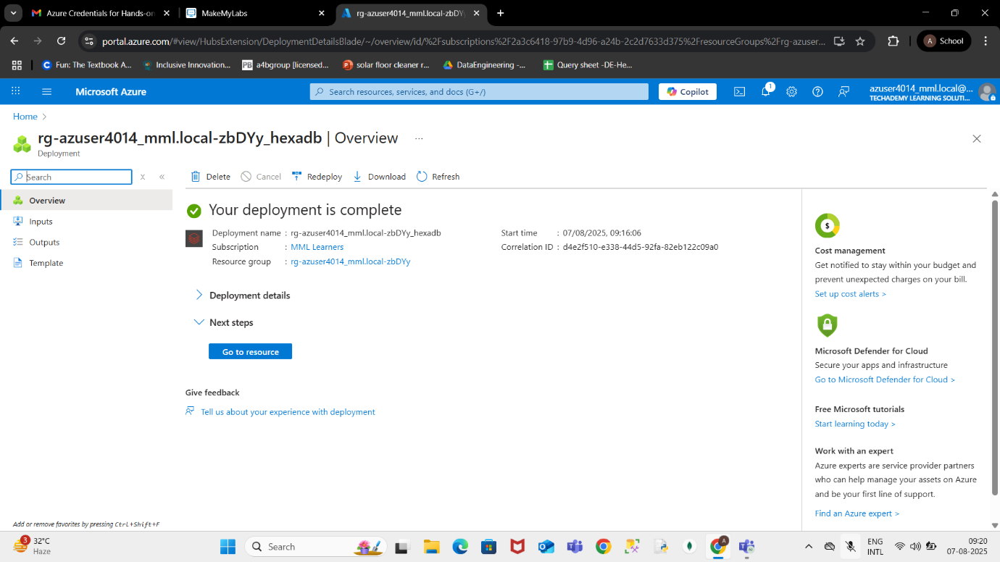 Azure Credentials for Hands-on
MakeMyLabs
rg-azuser4014_mml.local-zbDYy
portal.azure.com/#view/HubsExtension/DeploymentDetailsBlade/~/overview/id/%2Fsubscriptions%2F2a3c6418-97b9-4d96-a24b-2c2d7633d375%2FresourceGroups%2Frg-azuser...
A School
Fun: The Textbook A...
Inclusive Innovation...
PB a4bgroup [licensed...
solar floor cleaner r...
DataEngineering -...
Query sheet -DE-He...
Microsoft Azure
Search resources, services, and docs (G+/)
Copilot
1
azuser4014_mml.local@...
TECHADEMY LEARNING SOLUTI...
Home
rg-azuser4014_mml.local-zbDYy_hexadb | Overview ...
Deployment
Search
Overview
Inputs
Outputs
Template
Delete Cancel Redeploy Download Refresh
Your deployment is complete
Deployment name : rg-azuser4014_mml.local-zbDYy_hexadb
Subscription : MML Learners
Resource group : rg-azuser4014_mml.local-zbDYy
Start time : 07/08/2025, 09:16:06
Correlation ID : d4e2f510-e338-44d5-92fa-82eb122c09a0
Deployment details
Next steps
Go to resource
Give feedback
Tell us about your experience with deployment
Cost management
Get notified to stay within your budget and
prevent unexpected charges on your bill.
Set up cost alerts >
Microsoft Defender for Cloud
Secure your apps and infrastructure
Go to Microsoft Defender for Cloud >
Free Microsoft tutorials
Start learning today >
Work with an expert
Azure experts are service provider partners
who can help manage your assets on Azure
and be your first line of support.
Find an Azure expert >
Add or remove favorites by pressing Ctrl+Shift+F
3
32°C
Haze
Search
A
ENG
INTL
09:20
07-08-2025